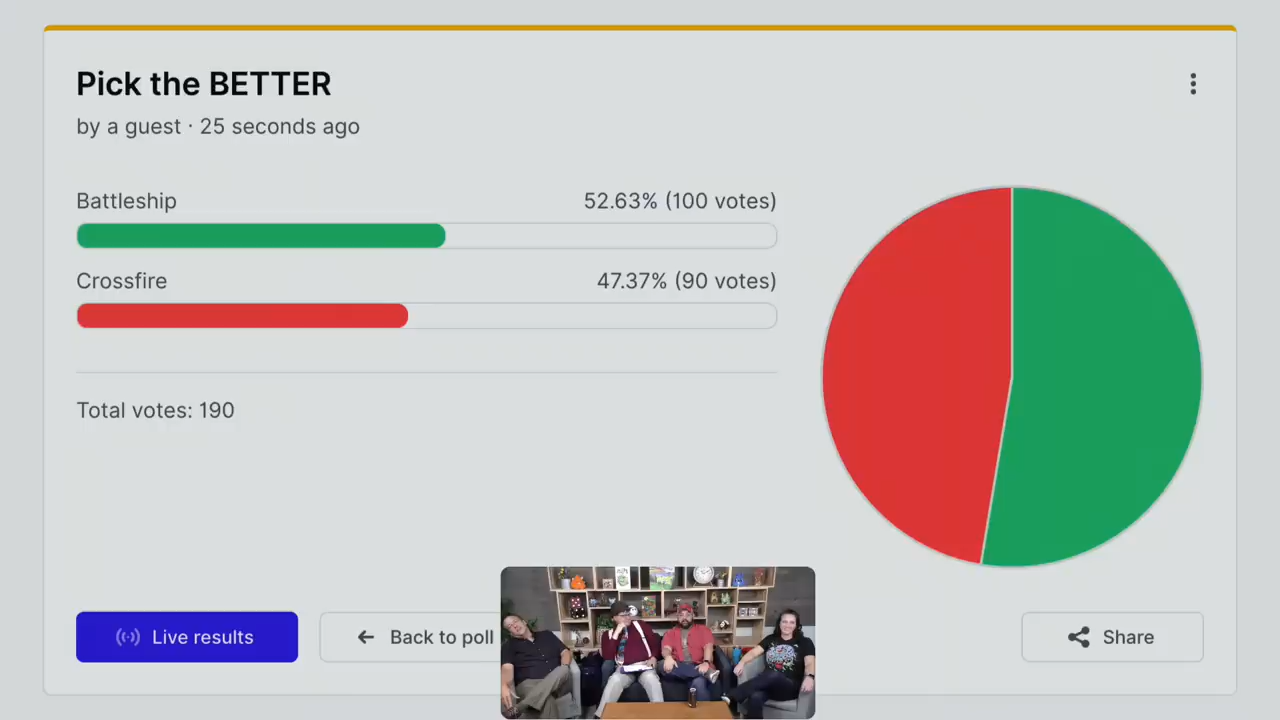 Pick the BETTER
by a guest · 25 seconds ago
Battleship 52.63% (100 votes)
Crossfire 47.37% (90 votes)
Total votes: 190
Live results
Back to poll
Share